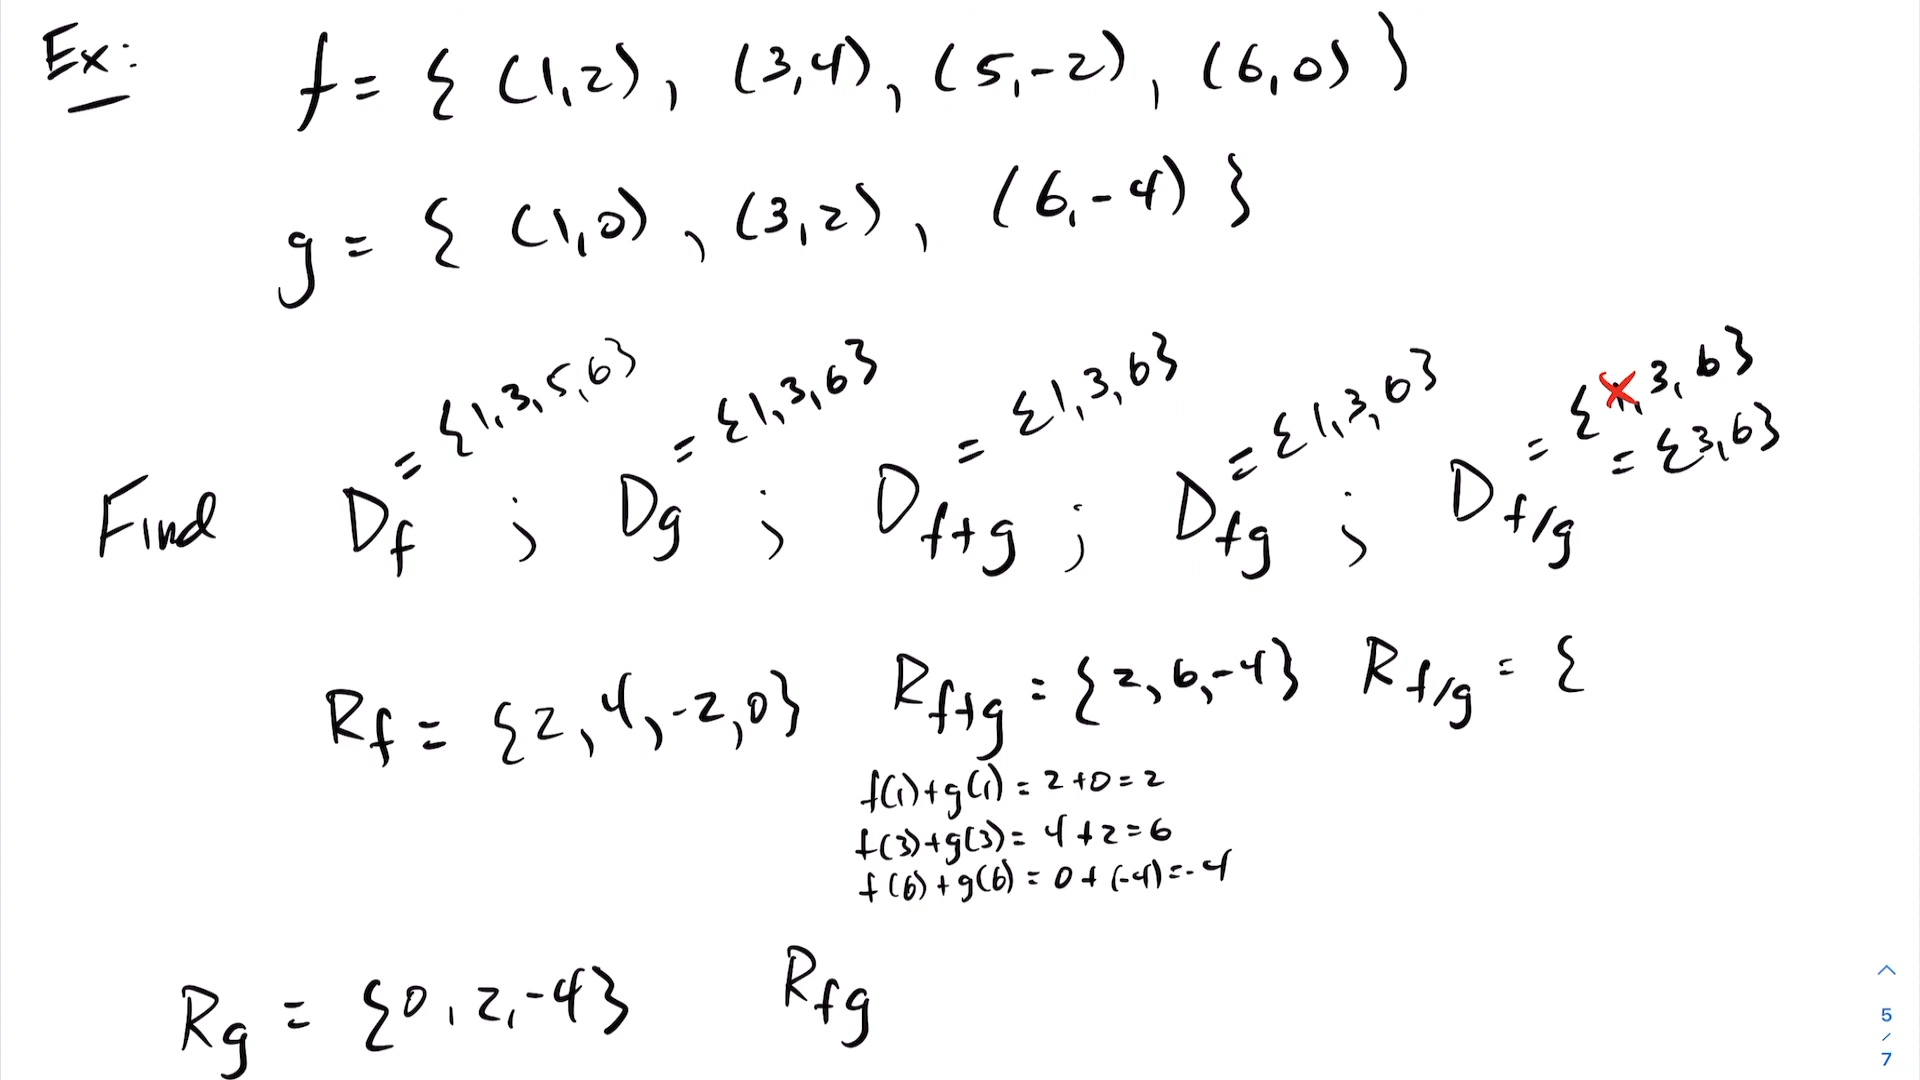 Ex: f = { (1,2), (3,4), (5,-2), (6,0) }
g = { (1,0), (3,2), (6,-4) }
= {1,3,5,6} = {1,3,6} = {1,3,6} = {1,3,6} = {1,3,6}
= {3,6}
Find Df ; Dg ; Df+g ; Dfg ; Df/g
Rf = {2, 4, -2, 0} Rf+g = {2, 6, -4} Rf/g = {
f(1)+g(1) = 2+0 = 2
f(3)+g(3) = 4+2 = 6
f(6)+g(6) = 0+(-4) = -4
Rg = {0, 2, -4} Rfg
5
/
7